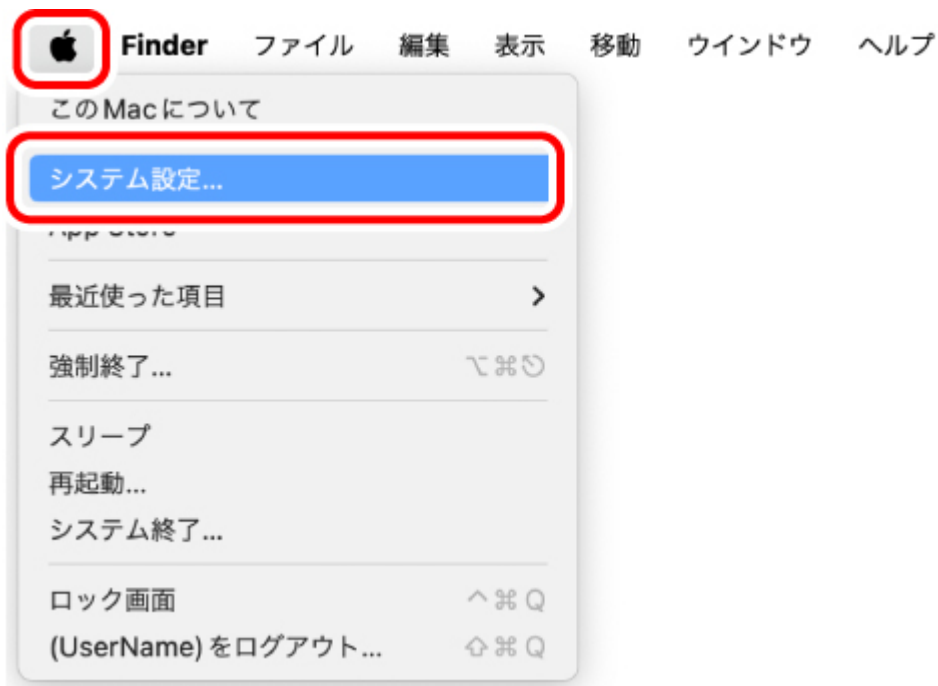 Finder ファイル 編集 表示 移動 ウインドウ ヘルプ
このMacについて
システム設定...
App Store
最近使った項目 >
強制終了... ⌥⌘⎋
スリープ
再起動...
システム終了...
ロック画面 ^⌘Q
(UserName)をログアウト... ⇧⌘Q